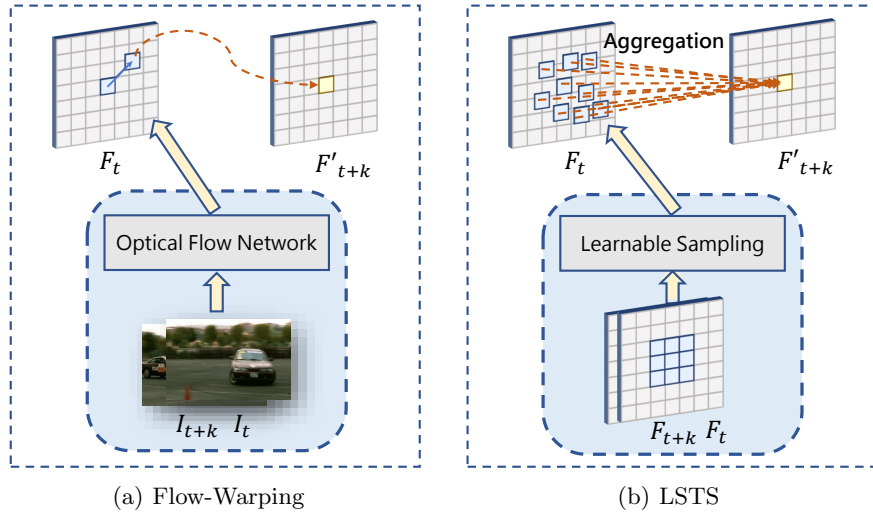 F_t
F'_{t+k}
Optical Flow Network
I_{t+k} I_t
(a) Flow-Warping
Aggregation
F_t
F'_{t+k}
Learnable Sampling
F_{t+k} F_t
(b) LSTS